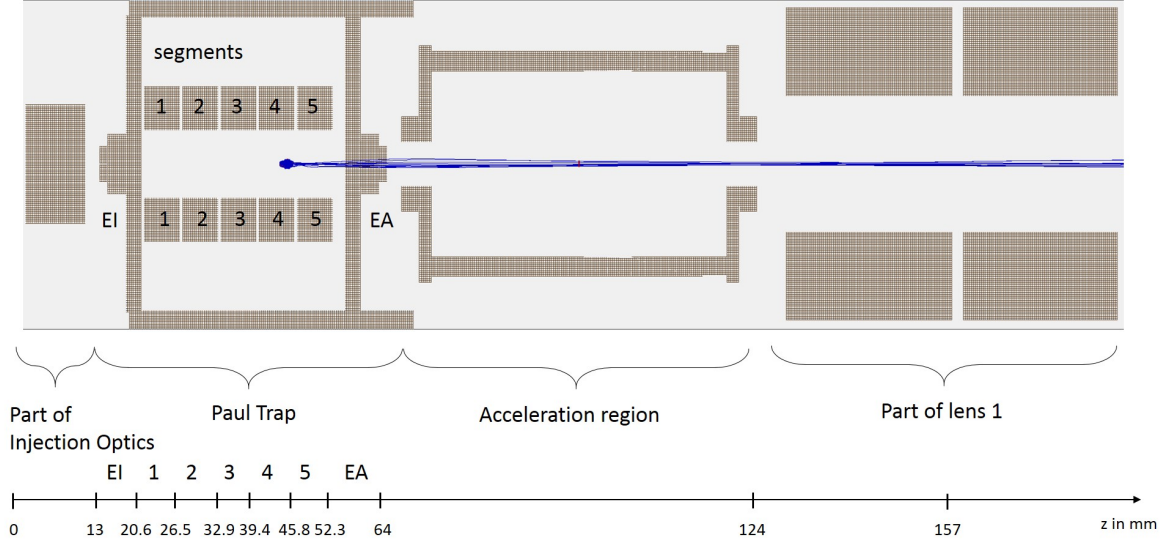 segments
1 2 3 4 5
EI 1 2 3 4 5 EA
Part of
Injection Optics
Paul Trap
Acceleration region
Part of lens 1
EI 1 2 3 4 5 EA
0 13 20.6 26.5 32.9 39.4 45.8 52.3 64 124 157 z in mm